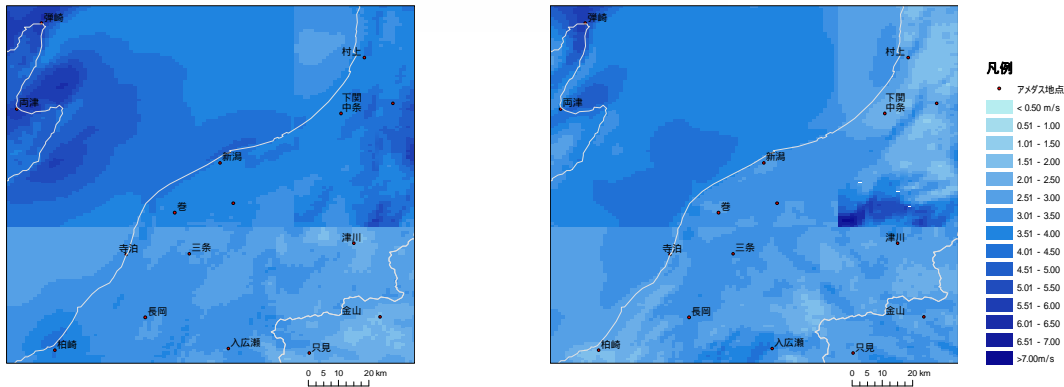 弾崎
村上
両津
下関
中条
新潟
巻
寺泊
三条
津川
長岡
金山
柏崎
入広瀬
只見
0 5 10 20 km
弾崎
村上
両津
下関
中条
新潟
巻
寺泊
三条
津川
長岡
金山
柏崎
入広瀬
只見
0 5 10 20 km
凡例
アメダス地点
< 0.50 m/s
0.51 - 1.00
1.01 - 1.50
1.51 - 2.00
2.01 - 2.50
2.51 - 3.00
3.01 - 3.50
3.51 - 4.00
4.01 - 4.50
4.51 - 5.00
5.01 - 5.50
5.51 - 6.00
6.01 - 6.50
6.51 - 7.00
>7.00m/s